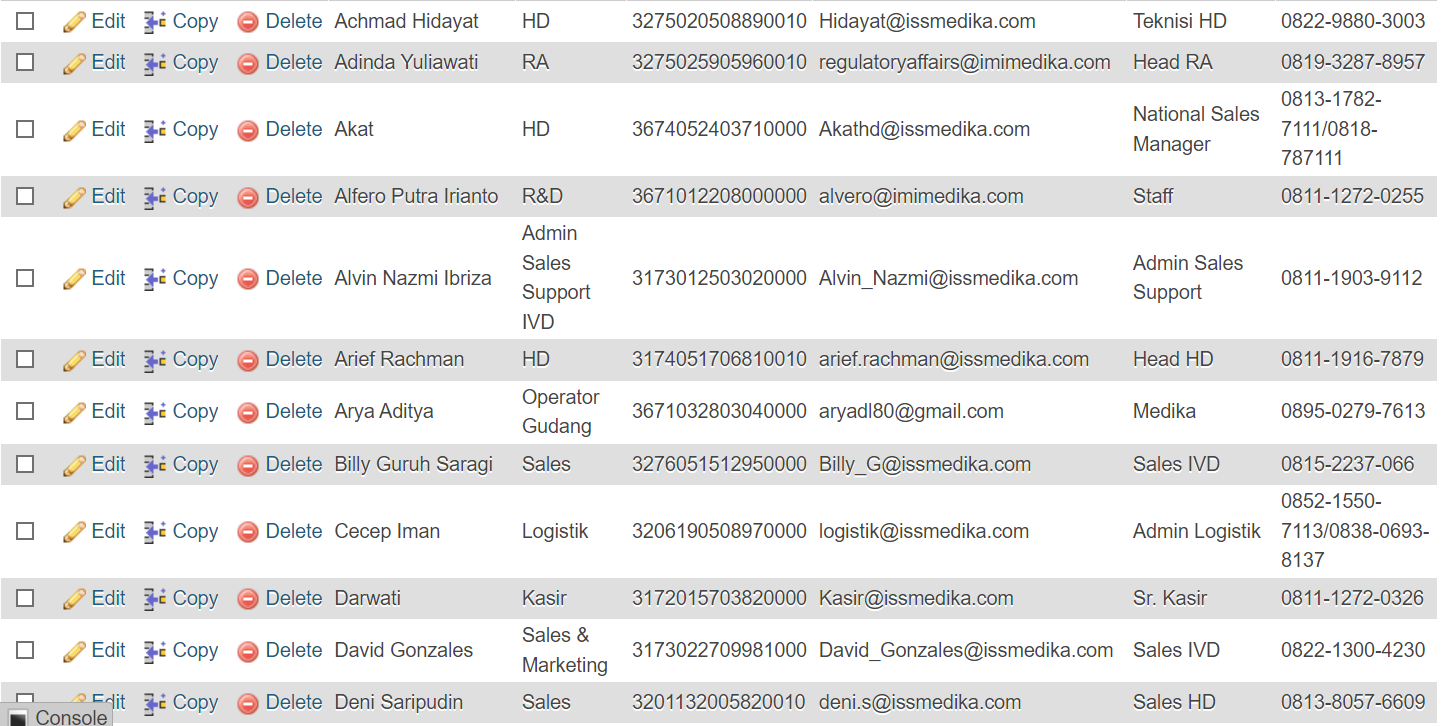 Edit Copy Delete Achmad Hidayat HD 3275020508890010 Hidayat@issmedika.com Teknisi HD 0822-9880-3003
Edit Copy Delete Adinda Yuliawati RA 3275025905960010 regulatoryaffairs@imimedika.com Head RA 0819-3287-8957
Edit Copy Delete Akat HD 3674052403710000 Akathd@issmedika.com National Sales Manager 0813-1782-7111/0818-787111
Edit Copy Delete Alfero Putra Irianto R&D 3671012208000000 alvero@imimedika.com Staff 0811-1272-0255
Edit Copy Delete Alvin Nazmi Ibriza Admin Sales Support IVD 3173012503020000 Alvin_Nazmi@issmedika.com Admin Sales Support 0811-1903-9112
Edit Copy Delete Arief Rachman HD 3174051706810010 arief.rachman@issmedika.com Head HD 0811-1916-7879
Edit Copy Delete Arya Aditya Operator Gudang 3671032803040000 aryadl80@gmail.com Medika 0895-0279-7613
Edit Copy Delete Billy Guruh Saragi Sales 3276051512950000 Billy_G@issmedika.com Sales IVD 0815-2237-066
Edit Copy Delete Cecep Iman Logistik 3206190508970000 logistik@issmedika.com Admin Logistik 0852-1550-7113/0838-0693-8137
Edit Copy Delete Darwati Kasir 3172015703820000 Kasir@issmedika.com Sr. Kasir 0811-1272-0326
Edit Copy Delete David Gonzales Sales & Marketing 3173022709981000 David_Gonzales@issmedika.com Sales IVD 0822-1300-4230
Edit Copy Delete Deni Saripudin Sales 3201132005820010 deni.s@issmedika.com Sales HD 0813-8057-6609
Console